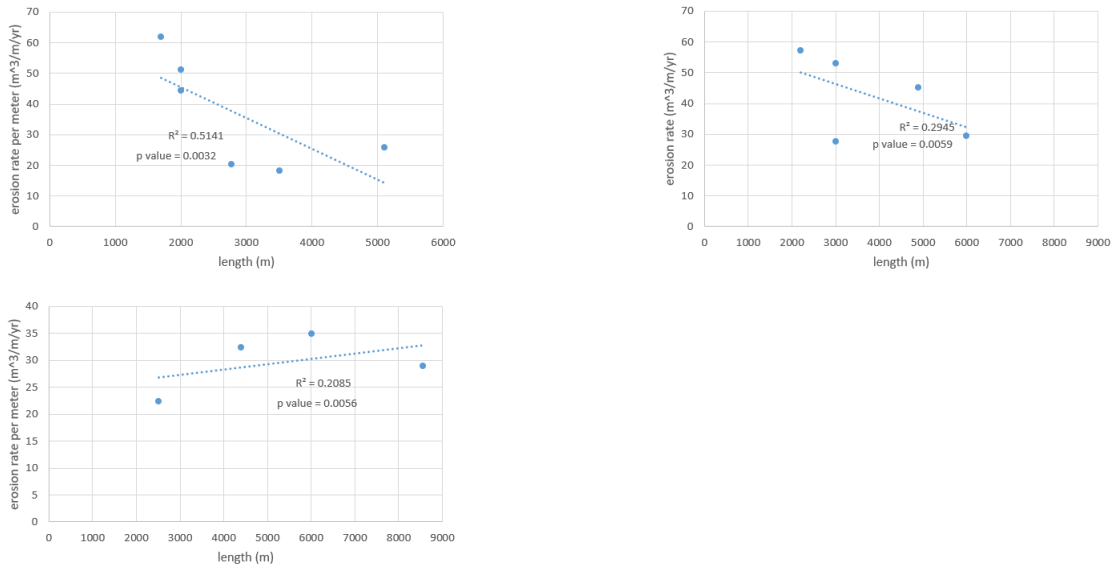 70
60
50
40
30
20
10
0
erosion rate per meter (m^3/m/yr)
R² = 0.5141
p value = 0.0032
0 1000 2000 3000 4000 5000 6000
length (m)
70
60
50
40
30
20
10
0
erosion rate (m^3/m/yr)
R² = 0.2945
p value = 0.0059
0 1000 2000 3000 4000 5000 6000 7000 8000 9000
length (m)
40
35
30
25
20
15
10
5
0
erosion rate per meter (m^3/m/yr)
R² = 0.2085
p value = 0.0056
0 1000 2000 3000 4000 5000 6000 7000 8000 9000
length (m)